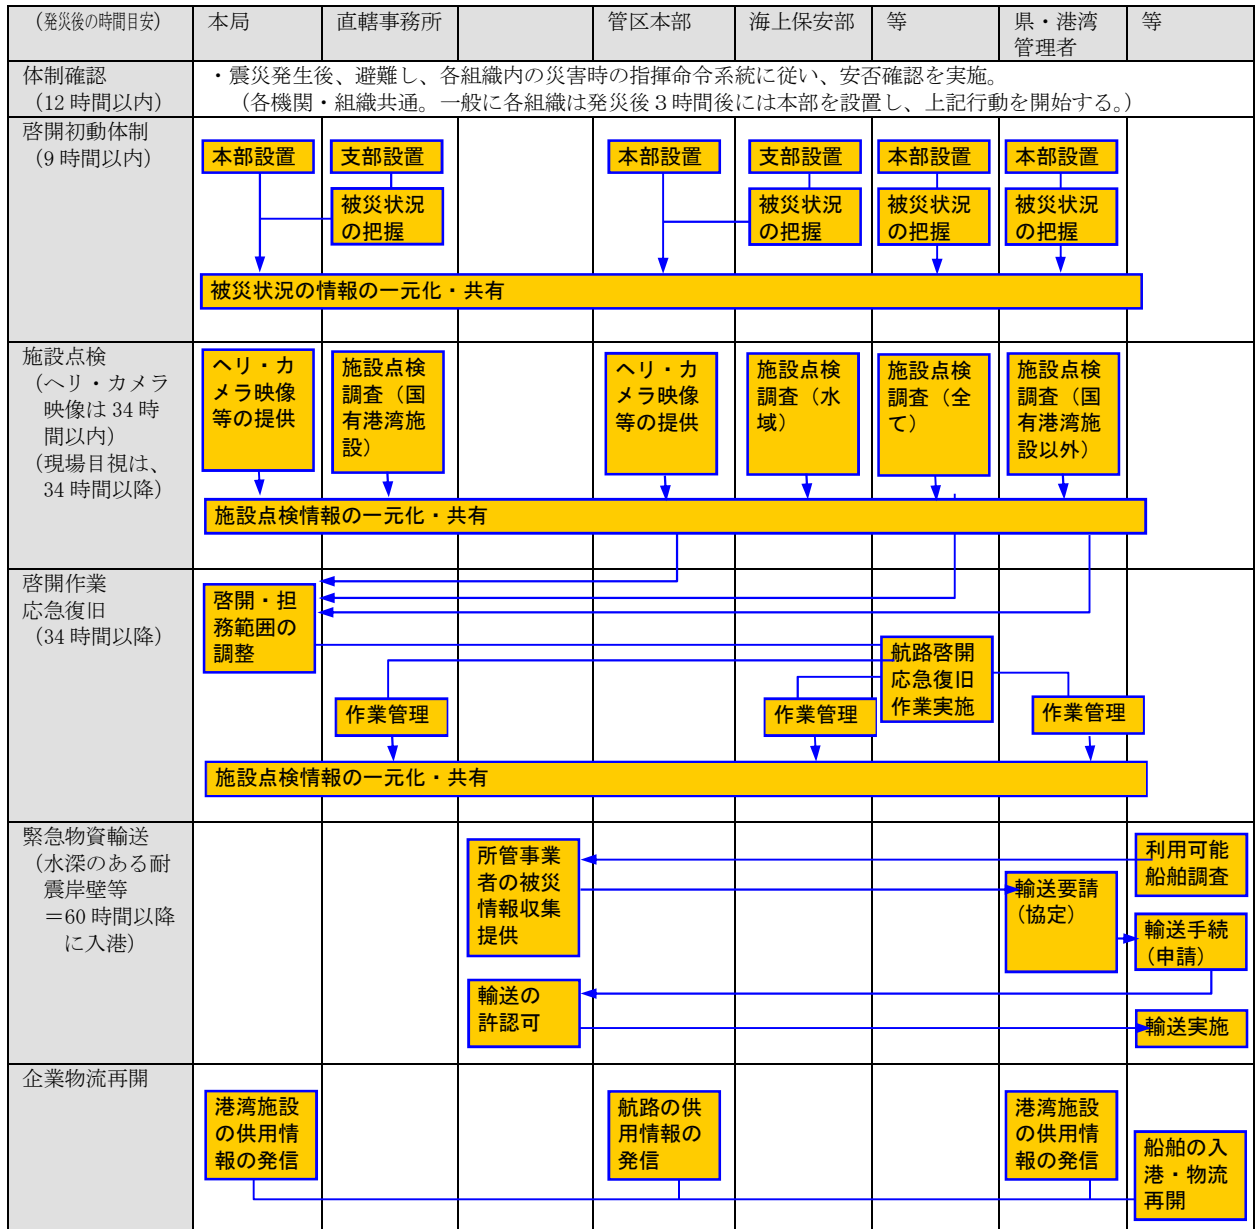 (発災後の時間目安)
本局
直轄事務所
管区本部
海上保安部
等
県・港湾
管理者
等
体制確認
(12 時間以内)
・震災発生後、避難し、各組織内の災害時の指揮命令系統に従い、安否確認を実施。
(各機関・組織共通。一般に各組織は発災後3時間後には本部を設置し、上記行動を開始する。)
啓開初動体制
(9 時間以内)
本部設置
支部設置
本部設置
支部設置
本部設置
本部設置
被災状況
の把握
被災状況
の把握
被災状況
の把握
被災状況
の把握
被災状況の情報の一元化・共有
施設点検
(ヘリ・カメラ
映像は 34 時
間以内)
(現場目視は、
34 時間以降)
ヘリ・カ
メラ映像
等の提供
施設点検
調査(国
有港湾施
設)
ヘリ・カ
メラ映像
等の提供
施設点検
調査(水
域)
施設点検
調査(全
て)
施設点検
調査(国
有港湾施
設以外)
施設点検情報の一元化・共有
啓開作業
応急復旧
(34 時間以降)
啓開・担
務範囲の
調整
航路啓開
応急復旧
作業実施
作業管理
作業管理
作業管理
施設点検情報の一元化・共有
緊急物資輸送
(水深のある耐
震岸壁等
=60 時間以降
に入港)
所管事業
者の被災
情報収集
提供
利用可能
船舶調査
輸送要請
(協定)
輸送手続
(申請)
輸送の
許認可
輸送実施
企業物流再開
港湾施設
の供用情
報の発信
航路の供
用情報の
発信
港湾施設
の供用情
報の発信
船舶の入
港・物流
再開